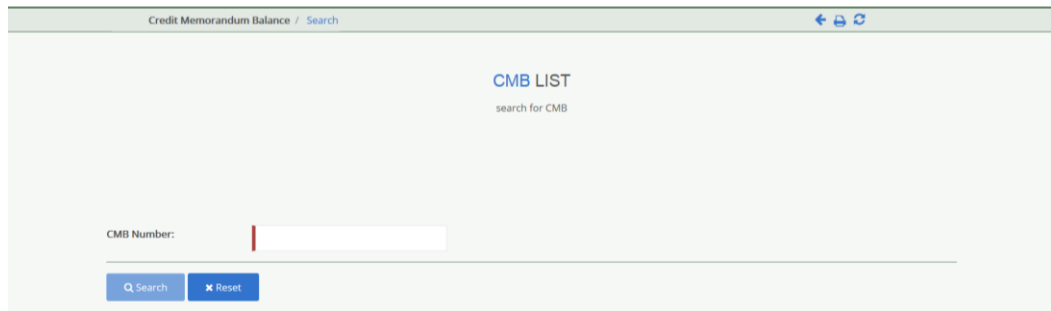 Credit Memorandum Balance / Search
CMB LIST
search for CMB
CMB Number:
Search
Reset